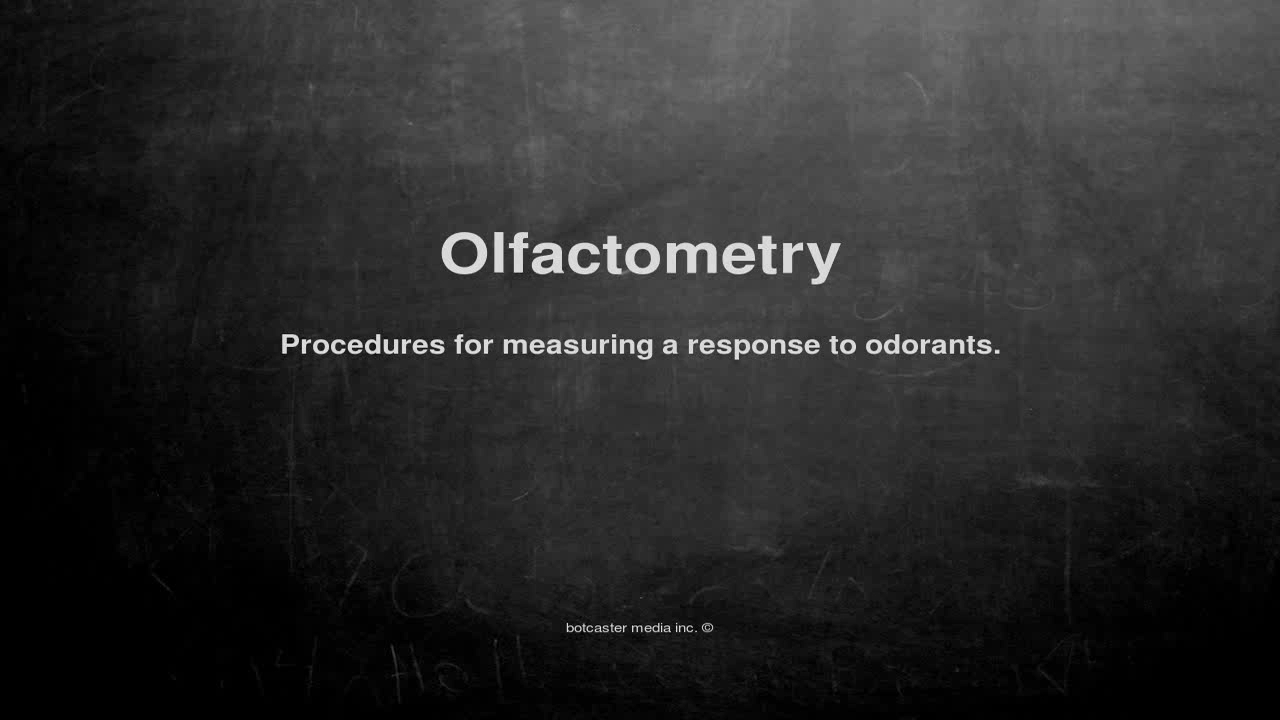 Olfactometry
Procedures for measuring a response to odorants.
botcaster media inc. ©